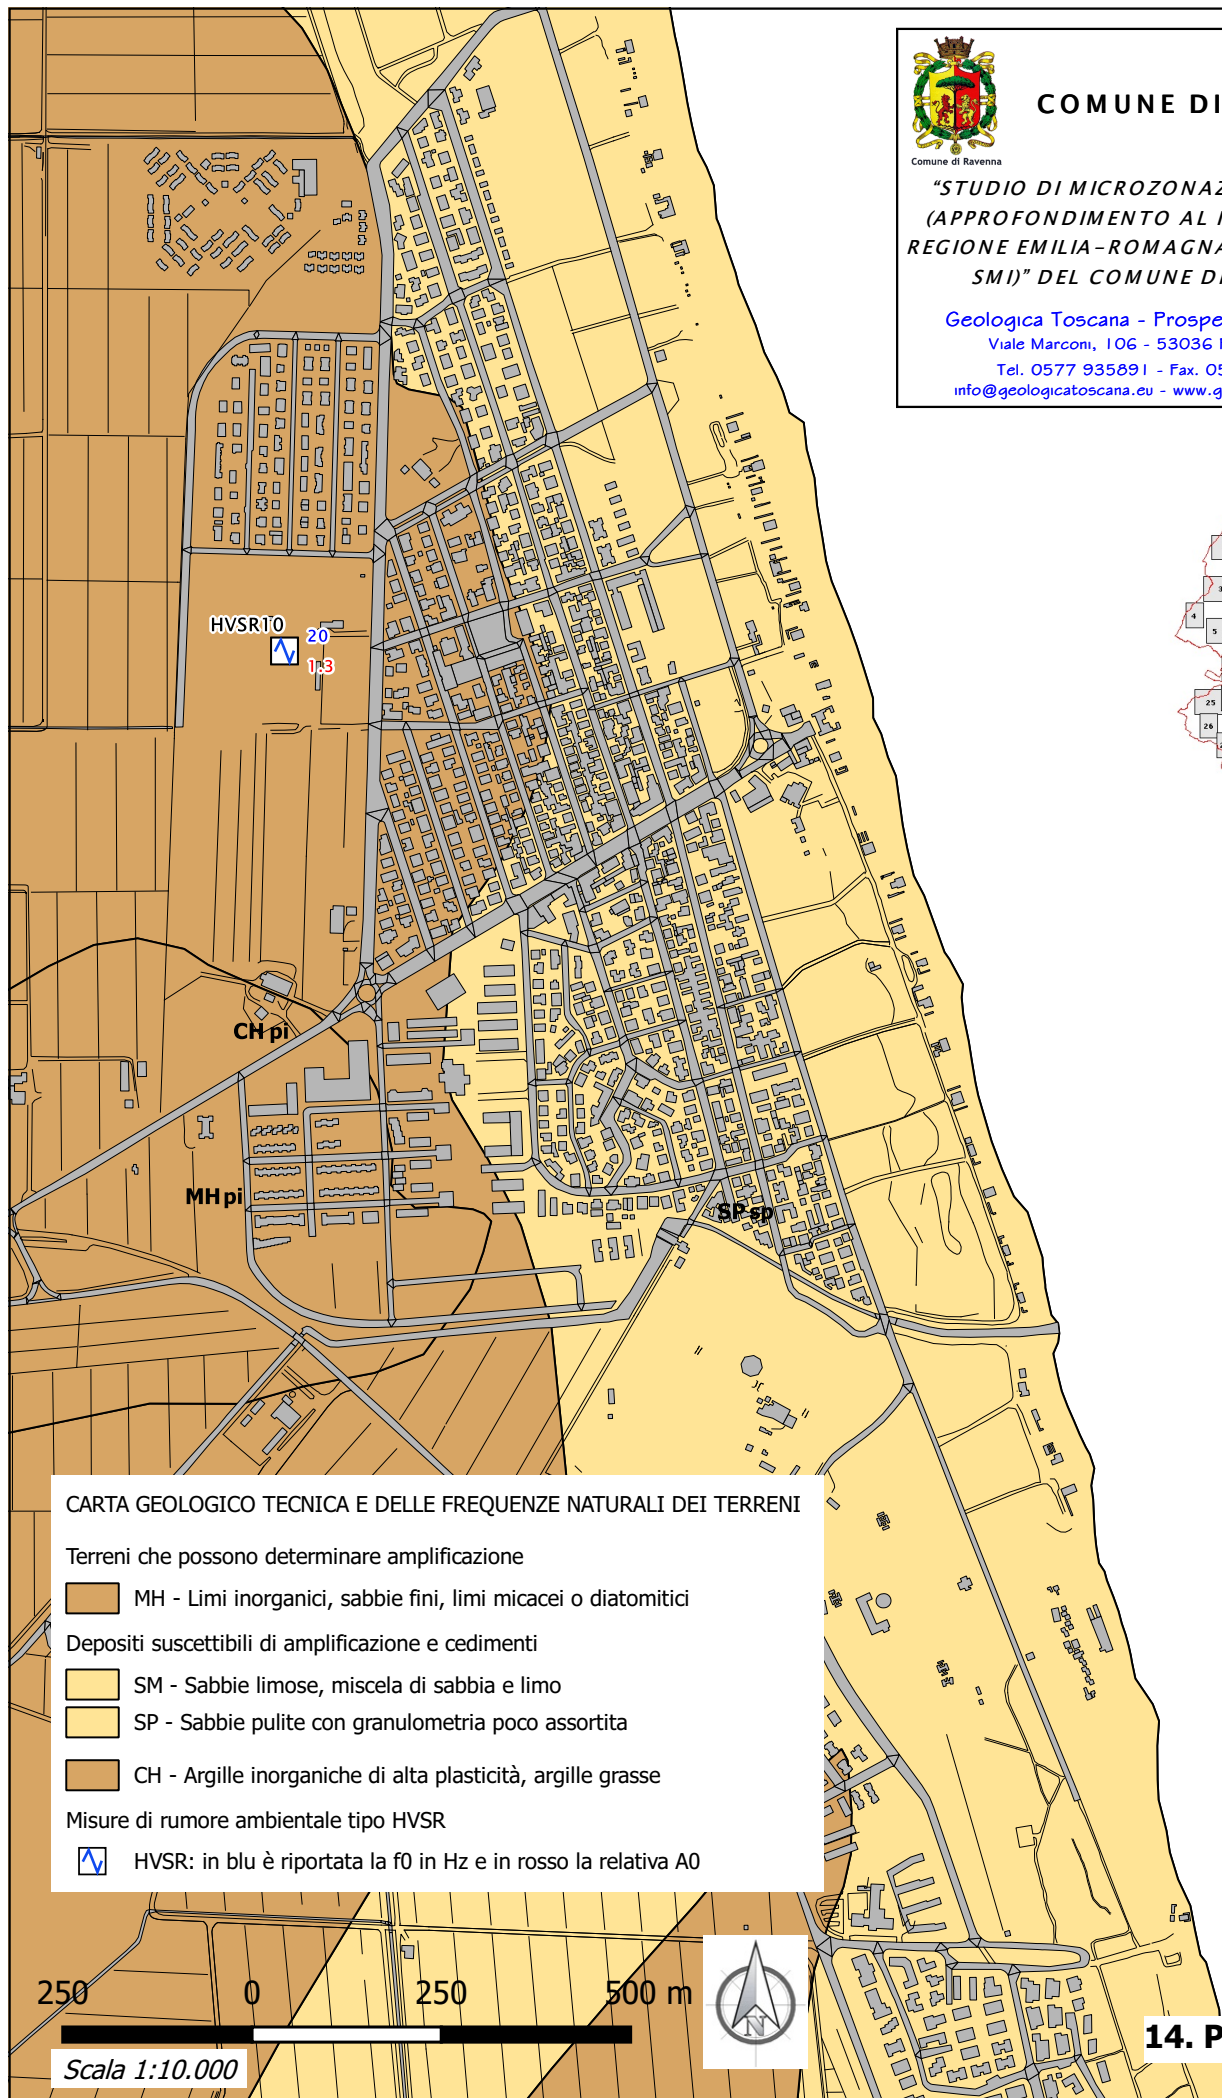 COMUNE DI
Comune di Ravenna
"STUDIO DI MICROZONAZ
(APPROFONDIMENTO AL
REGIONE EMILIA-ROMAGNA
SMI)" DEL COMUNE DI
Geologica Toscana - Prospe
Viale Marconi, 106 - 53036
Tel. 0577 935891 - Fax. 05
info@geologicatoscana.eu - www.g
4
5
25
26
HVSR10
20
1.3
CH pi
MH pi
SP sp
CARTA GEOLOGICO TECNICA E DELLE FREQUENZE NATURALI DEI TERRENI
Terreni che possono determinare amplificazione
MH - Limi inorganici, sabbie fini, limi micacei o diatomitici
Depositi suscettibili di amplificazione e cedimenti
SM - Sabbie limose, miscela di sabbia e limo
SP - Sabbie pulite con granulometria poco assortita
CH - Argille inorganiche di alta plasticità, argille grasse
Misure di rumore ambientale tipo HVSR
HVSR: in blu è riportata la f0 in Hz e in rosso la relativa A0
250 0 250 500 m
N
Scala 1:10.000
14. P